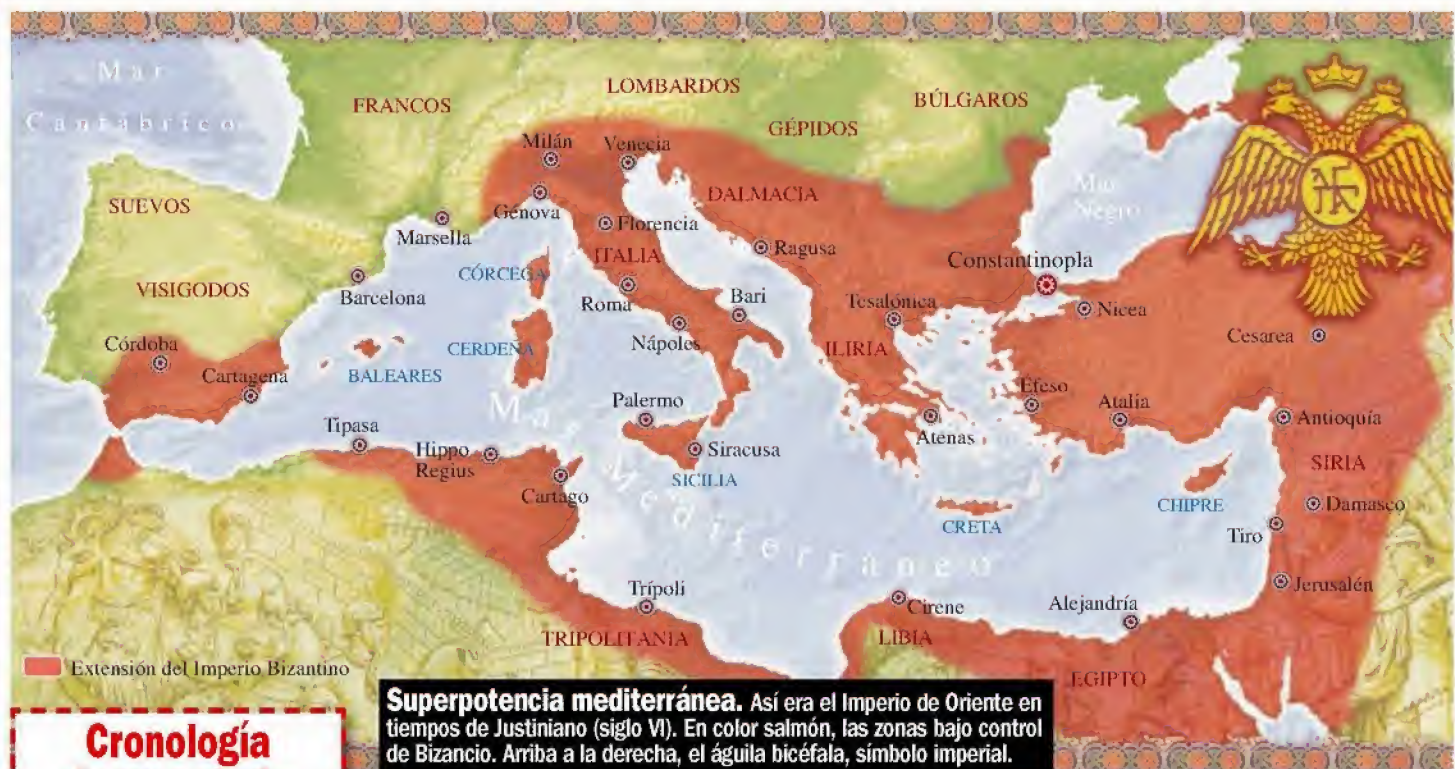 Mar
Cantabrico
FRANCOS
LOMBARDOS
BÚLGAROS
GÉPIDOS
Milán
Venecia
SUEVOS
DALMACIA
Mar
Negro
Génova
Florencia
Marsella
Ragusa
ITALIA
CÓRCEGA
Constantinopla
VISIGODOS
Barcelona
Roma
Bari
Tesalónica
Nicea
Córdoba
CERDEÑA
Nápoles
ILIRIA
Cesarea
Cartagena
BALEARES
Efeso
Mar Mediterraneo
Palermo
Atalia
Antioquía
Tipasa
Hippo
Regius
Siracusa
Atenas
SIRIA
Cartago
SICILIA
CRETA
CHIPRE
Damasco
Tiro
Trípoli
Cirene
Alejandría
Jerusalén
TRIPOLITANIA
LIBIA
EGIPTO
Extensión del Imperio Bizantino
Superpotencia mediterránea. Así era el Imperio de Oriente en
tiempos de Justiniano (siglo VI). En color salmón, las zonas bajo control
de Bizancio. Arriba a la derecha, el águila bicéfala, símbolo imperial.
Cronología